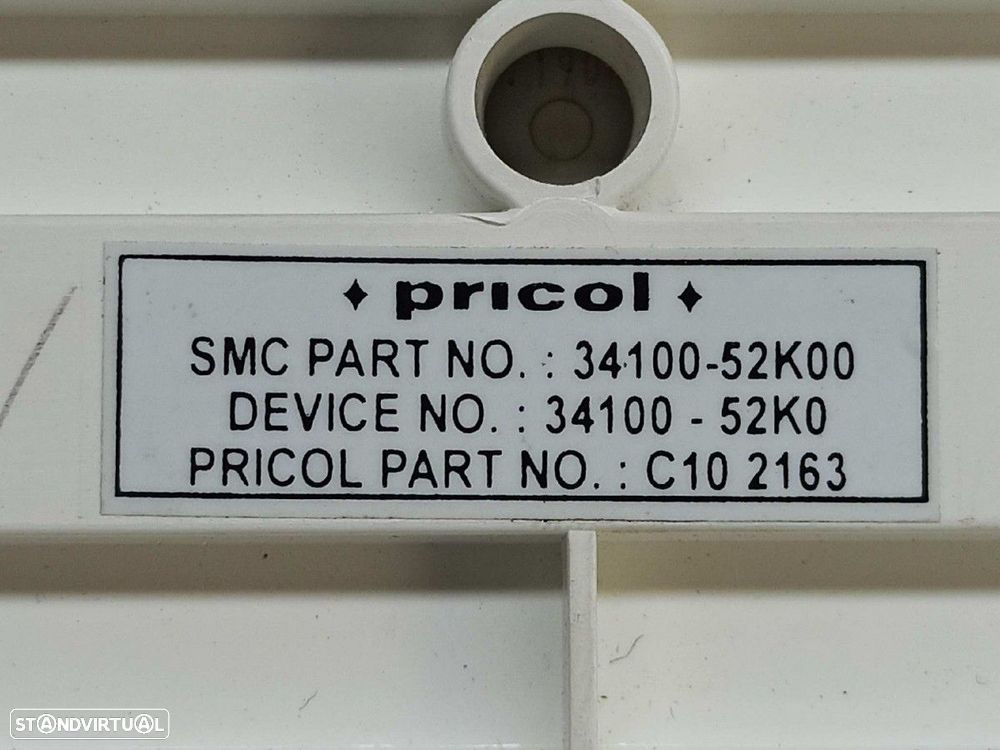 pricol
SMC PART NO. : 34100-52K00
DEVICE NO. : 34100 - 52K0
PRICOL PART NO. : C10 2163
STANDVIRTUAL